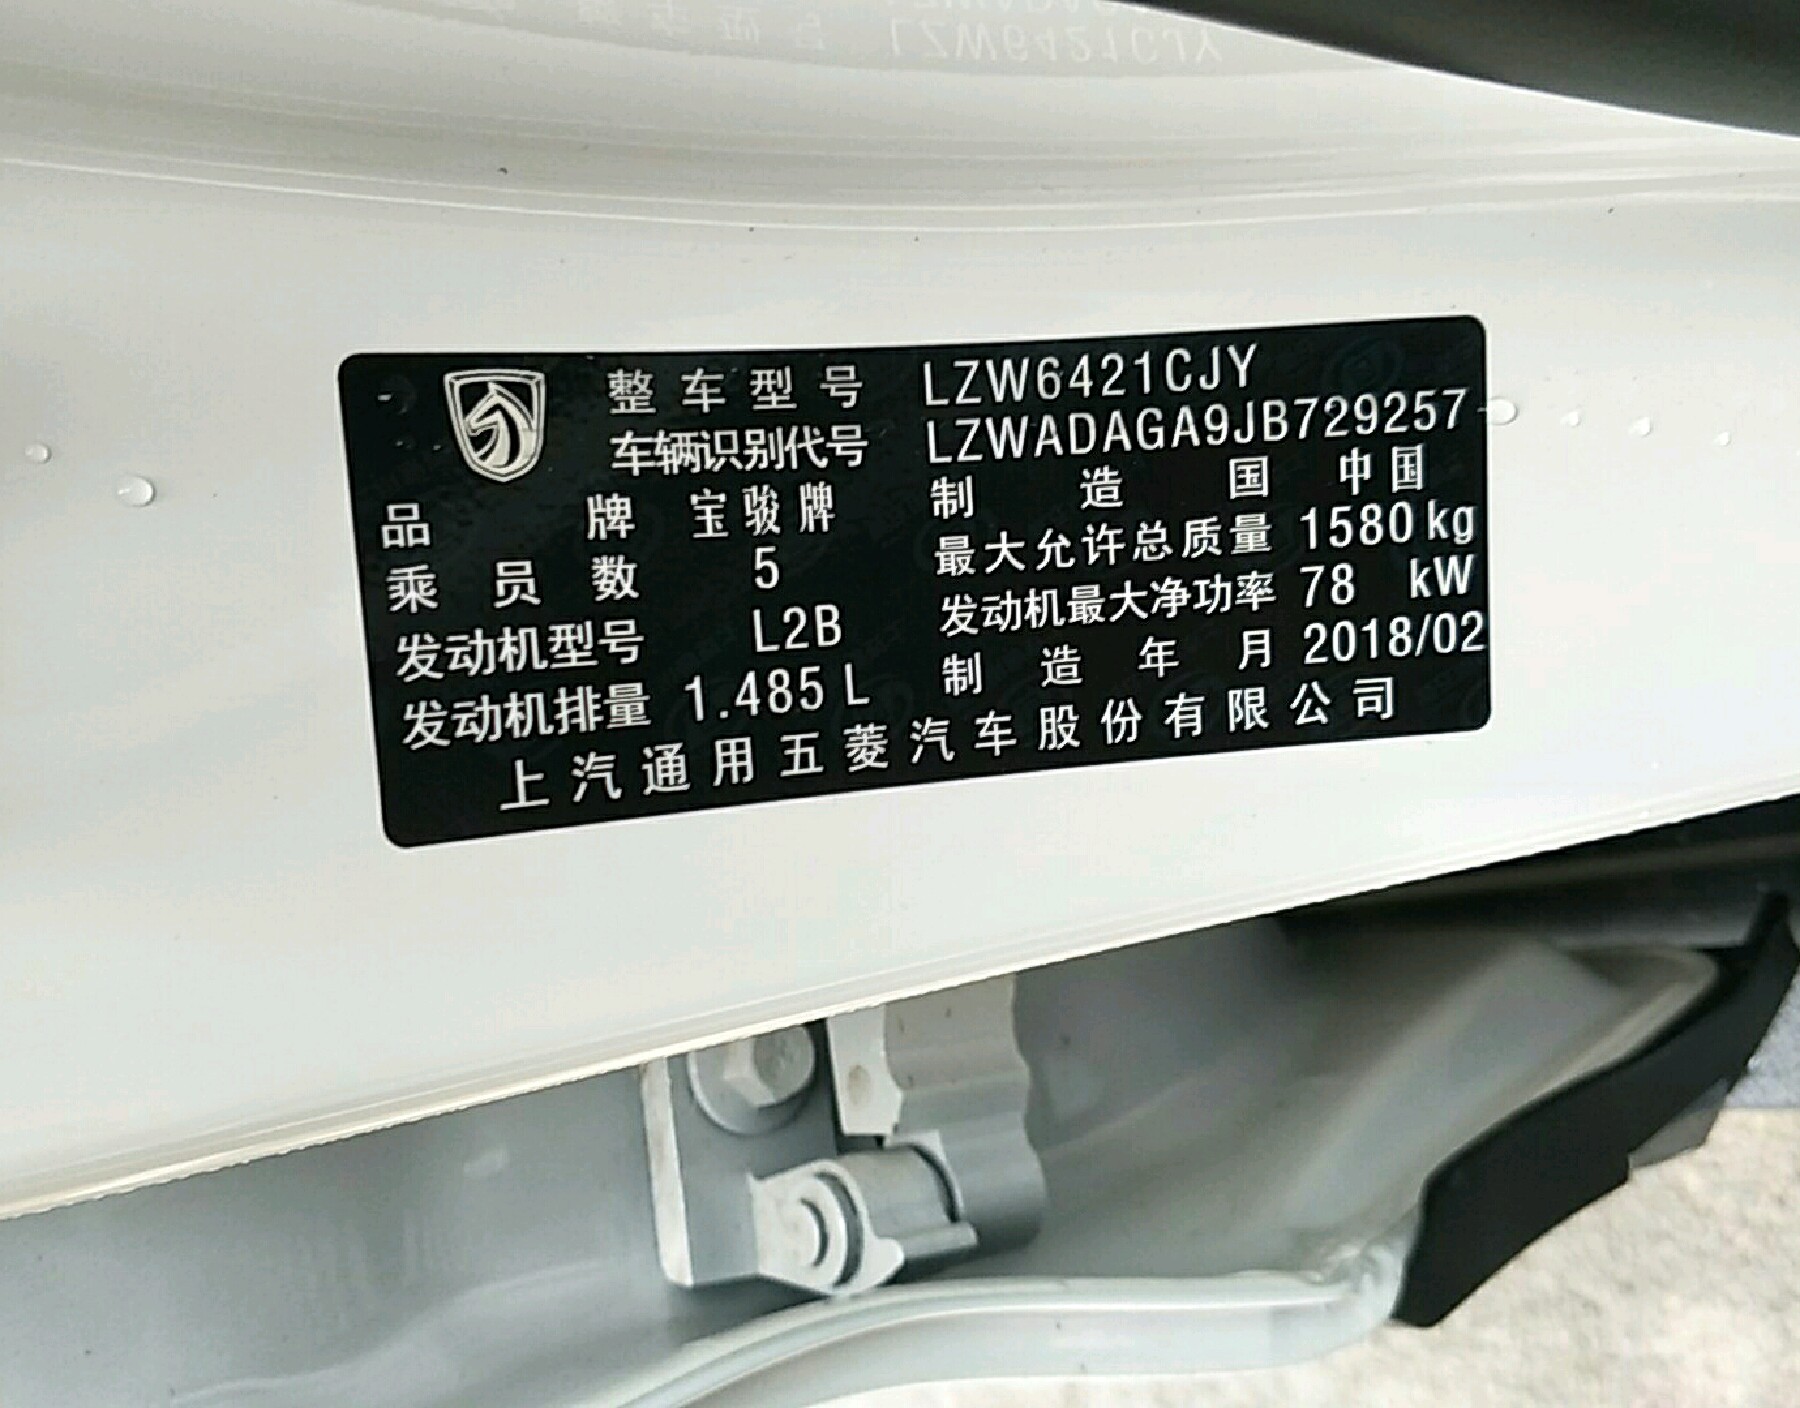 整车型号 LZW6421CJY
车辆识别代号 LZWADAGA9JB729257
品牌 宝骏牌 制造国 中国
乘员数 5 最大允许总质量 1580 kg
发动机型号 L2B 发动机最大净功率 78 kW
发动机排量 1.485 L 制造年月 2018/02
上汽通用五菱汽车股份有限公司